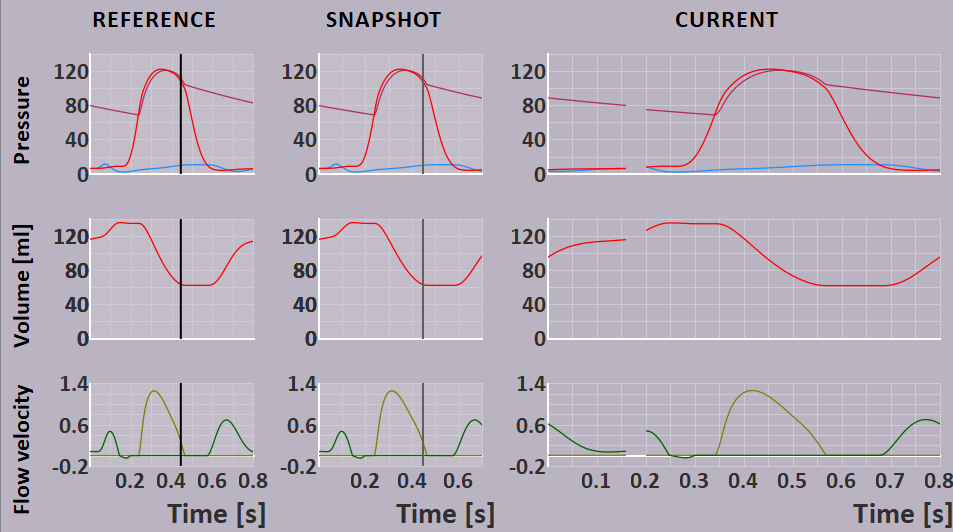 REFERENCE SNAPSHOT CURRENT
Pressure
120 120 120
80 80 80
40 40 40
0 0 0
Volume [ml]
120 120 120
80 80 80
40 40 40
0 0 0
Flow velocity
1.4 1.4 1.4
0.6 0.6 0.6
-0.2 -0.2 -0.2
0.2 0.4 0.6 0.8 0.2 0.4 0.6 0.1 0.2 0.3 0.4 0.5 0.6 0.7 0.8
Time [s] Time [s] Time [s]